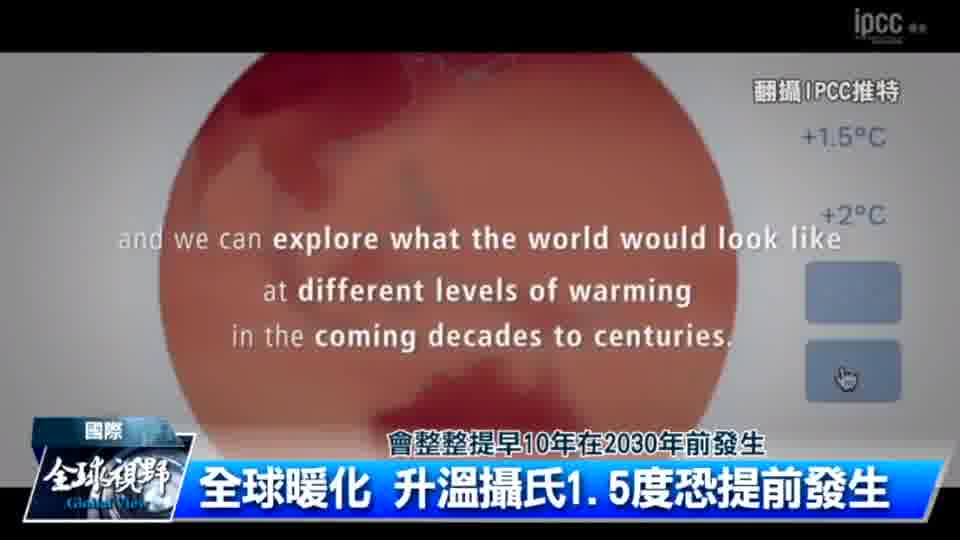 ipcc
翻攝IPCC推特
+1.5°C
+2°C
and we can explore what the world would look like
at different levels of warming
in the coming decades to centuries.
國際
會整整提早10年在2030年前發生
全球視野
Global View
全球暖化 升溫攝氏1.5度恐提前發生